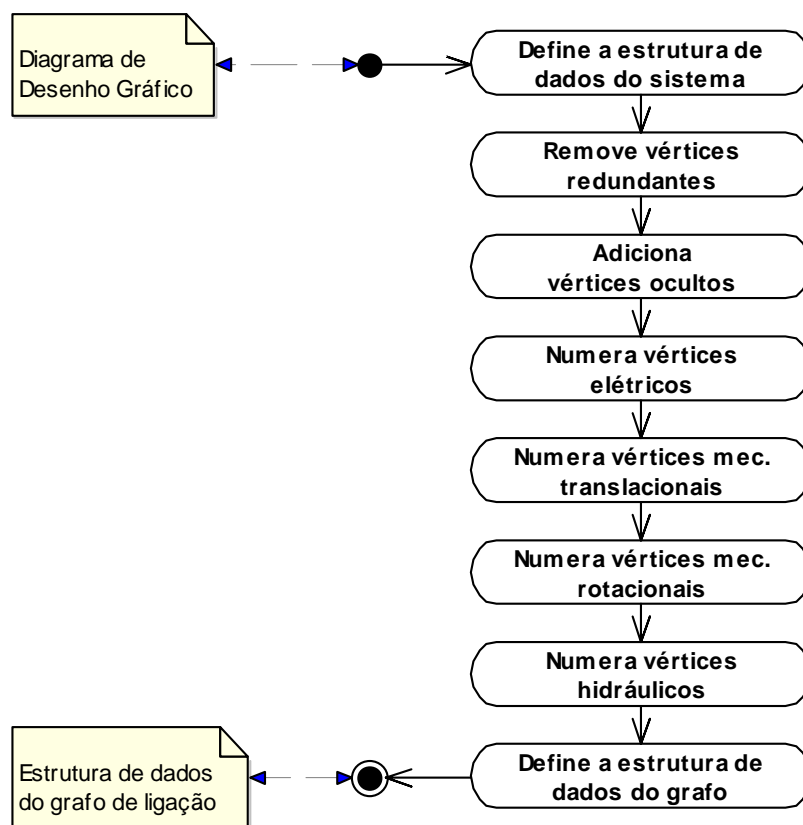 Diagrama de
Desenho Gráfico
Define a estrutura de
dados do sistema
Remove vértices
redundantes
Adiciona
vértices ocultos
Numera vértices
elétricos
Numera vértices mec.
translacionais
Numera vértices mec.
rotacionais
Numera vértices
hidráulicos
Define a estrutura de
dados do grafo
Estrutura de dados
do grafo de ligação